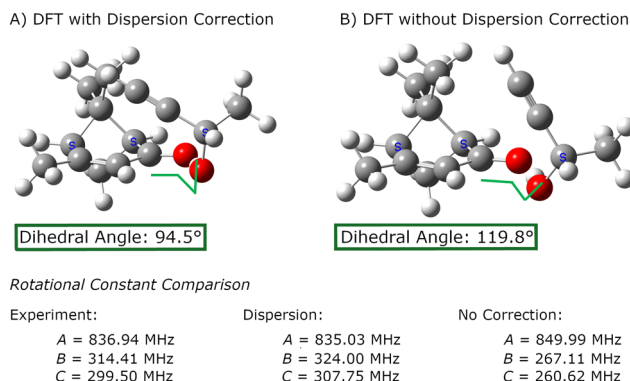 A) DFT with Dispersion Correction
B) DFT without Dispersion Correction
S
S
S
S
S
S
Dihedral Angle: 94.5°
Dihedral Angle: 119.8°
Rotational Constant Comparison
Experiment:
A = 836.94 MHz
B = 314.41 MHz
C = 299.50 MHz
Dispersion:
A = 835.03 MHz
B = 324.00 MHz
C = 307.75 MHz
No Correction:
A = 849.99 MHz
B = 267.11 MHz
C = 260.62 MHz